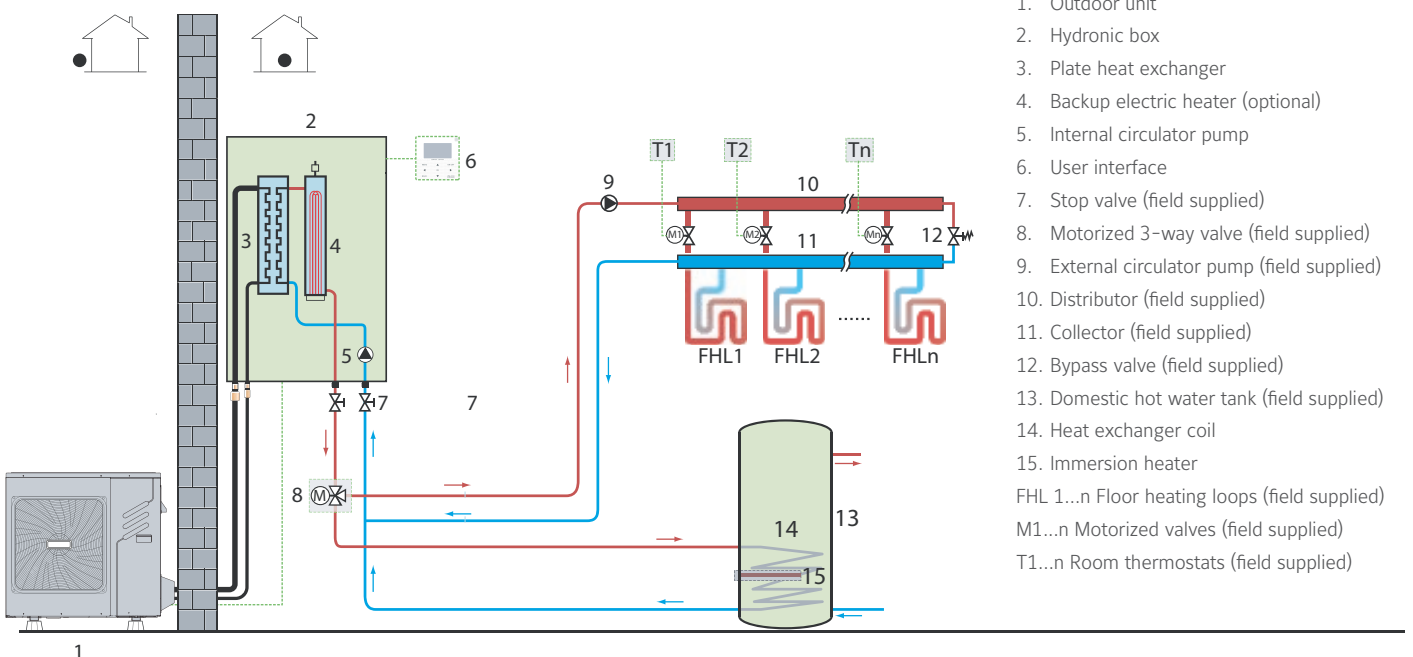 1. Outdoor unit
2. Hydronic box
3. Plate heat exchanger
4. Backup electric heater (optional)
5. Internal circulator pump
6. User interface
7. Stop valve (field supplied)
8. Motorized 3-way valve (field supplied)
9. External circulator pump (field supplied)
10. Distributor (field supplied)
11. Collector (field supplied)
12. Bypass valve (field supplied)
13. Domestic hot water tank (field supplied)
14. Heat exchanger coil
15. Immersion heater
FHL 1...n Floor heating loops (field supplied)
M1...n Motorized valves (field supplied)
T1...n Room thermostats (field supplied)
2
6
3
4
5
7
7
8
M
9
T1
T2
Tn
10
M1
M2
Mn
11
12
FHL1
FHL2
......
FHLn
13
14
15
1